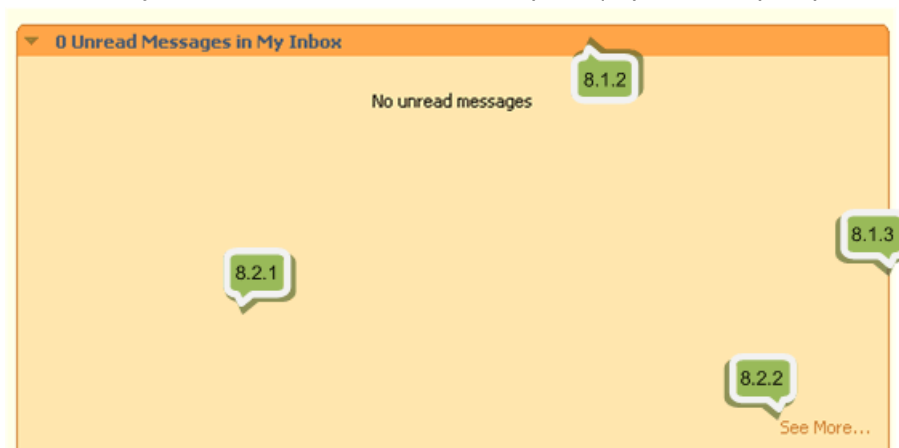 0 Unread Messages in My Inbox
8.1.2
No unread messages
8.1.3
8.2.1
8.2.2
See More...